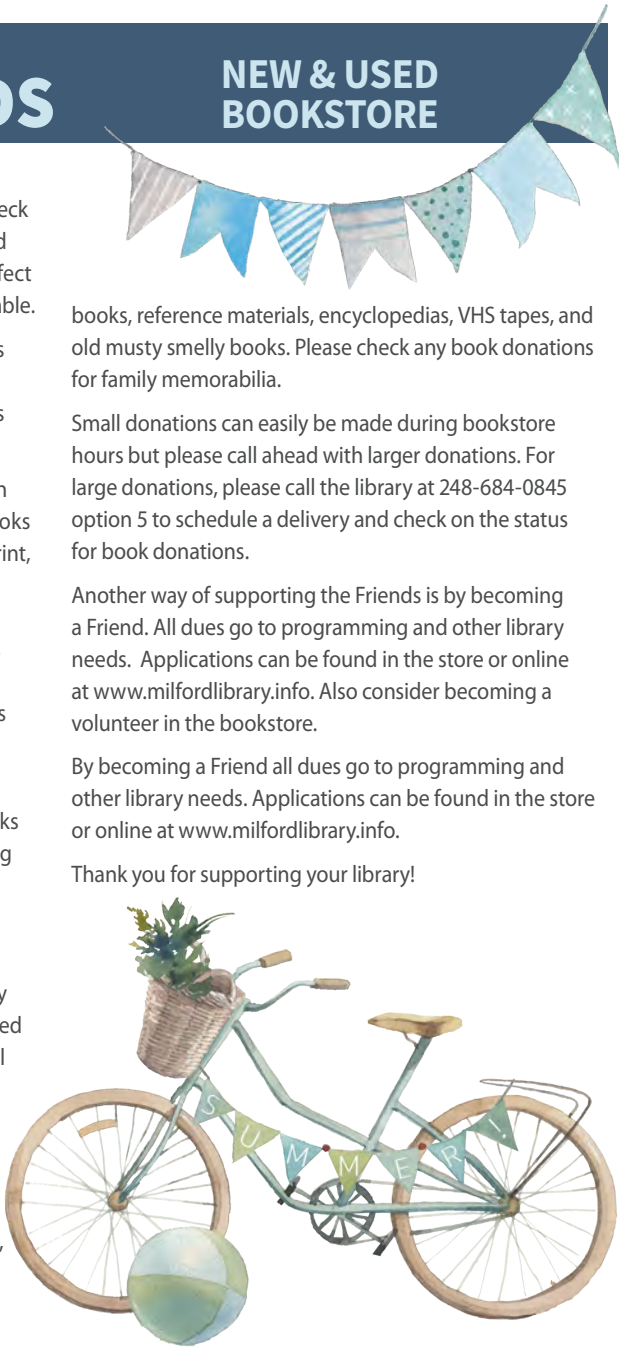 NEW & USED
BOOKSTORE
books, reference materials, encyclopedias, VHS tapes, and
old musty smelly books. Please check any book donations
for family memorabilia.
Small donations can easily be made during bookstore
hours but please call ahead with larger donations. For
large donations, please call the library at 248-684-0845
option 5 to schedule a delivery and check on the status
for book donations.
Another way of supporting the Friends is by becoming
a Friend. All dues go to programming and other library
needs.  Applications can be found in the store or online
at www.milfordlibrary.info. Also consider becoming a
volunteer in the bookstore.
By becoming a Friend all dues go to programming and
other library needs. Applications can be found in the store
or online at www.milfordlibrary.info.
Thank you for supporting your library!
SUMMER!